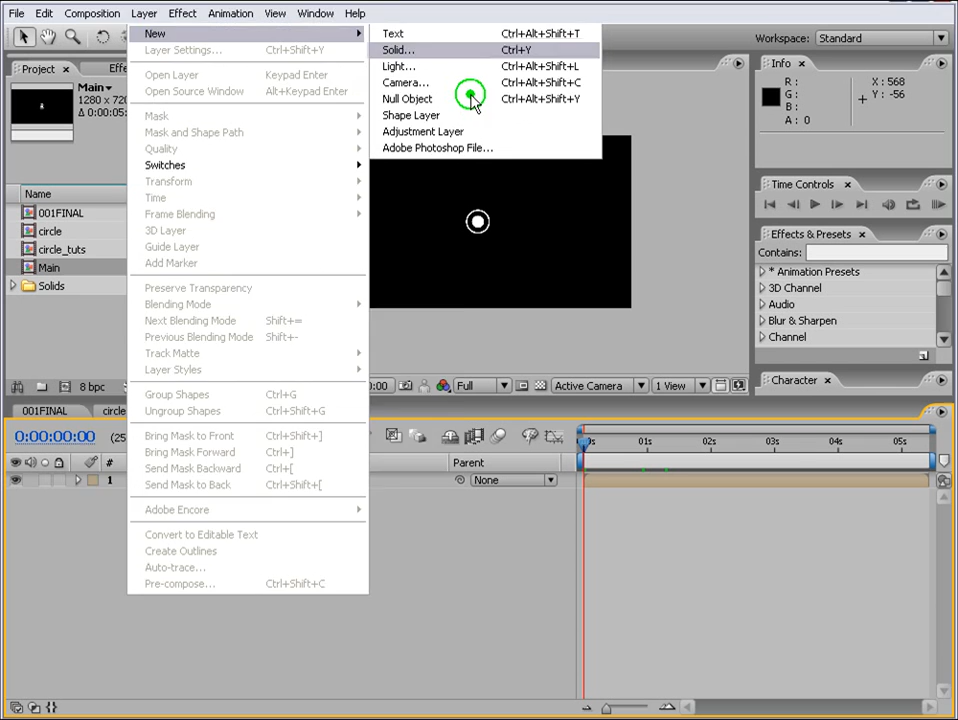 File Edit Composition Layer Effect Animation View Window Help
Workspace: Standard
New
Layer Settings... Ctrl+Shift+Y
Open Layer Keypad Enter
Open Source Window Alt+Keypad Enter
Mask
Mask and Shape Path
Quality
Switches
Transform
Time
Frame Blending
3D Layer
Guide Layer
Add Marker
Preserve Transparency
Blending Mode
Next Blending Mode Shift+=
Previous Blending Mode Shift+-
Track Matte
Layer Styles
Group Shapes Ctrl+G
Ungroup Shapes Ctrl+Shift+G
Bring Mask to Front Ctrl+Shift+]
Bring Mask Forward Ctrl+]
Send Mask Backward Ctrl+[
Send Mask to Back Ctrl+Shift+[
Adobe Encore
Convert to Editable Text
Create Outlines
Auto-trace...
Pre-compose... Ctrl+Shift+C
Text Ctrl+Alt+Shift+T
Solid... Ctrl+Y
Light... Ctrl+Alt+Shift+L
Camera... Ctrl+Alt+Shift+C
Null Object Ctrl+Alt+Shift+Y
Shape Layer
Adjustment Layer
Adobe Photoshop File...
Project Effe
Main
1280 x 720
Δ 0:00:05:
Name
001FINAL
circle
circle_tuts
Main
Solids
8 bpc
:00 Full Active Camera 1 View
Info
R : X : 568
G : Y : -56
B :
A : 0
Time Controls
Effects & Presets
Contains:
* Animation Presets
3D Channel
Audio
Blur & Sharpen
Channel
Character
001FINAL circle
0:00:00:00 (25
# Parent
1 None
0s 01s 02s 03s 04s 05s